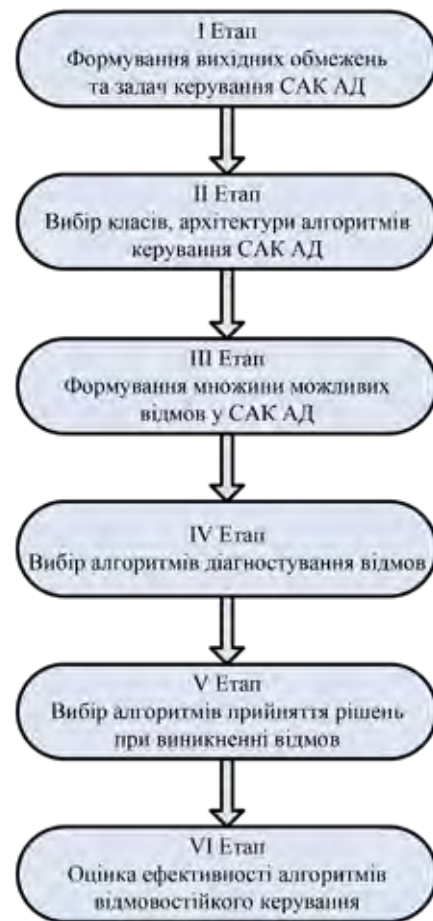 I Етап
Формування вихідних обмежень
та задач керування САК АД
II Етап
Вибір класів, архітектури алгоритмів
керування САК АД
III Етап
Формування множини можливих
відмов у САК АД
IV Етап
Вибір алгоритмів діагностування відмов
V Етап
Вибір алгоритмів прийняття рішень
при виникненні відмов
VI Етап
Оцінка ефективності алгоритмів
відмовостійкого керування